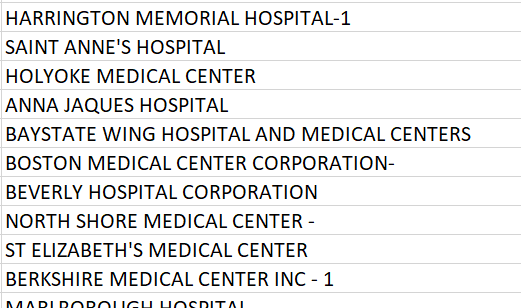 HARRINGTON MEMORIAL HOSPITAL-1
SAINT ANNE'S HOSPITAL
HOLYOKE MEDICAL CENTER
ANNA JAQUES HOSPITAL
BAYSTATE WING HOSPITAL AND MEDICAL CENTERS
BOSTON MEDICAL CENTER CORPORATION-
BEVERLY HOSPITAL CORPORATION
NORTH SHORE MEDICAL CENTER -
ST ELIZABETH'S MEDICAL CENTER
BERKSHIRE MEDICAL CENTER INC - 1
MARLBOROUGH HOSPITAL